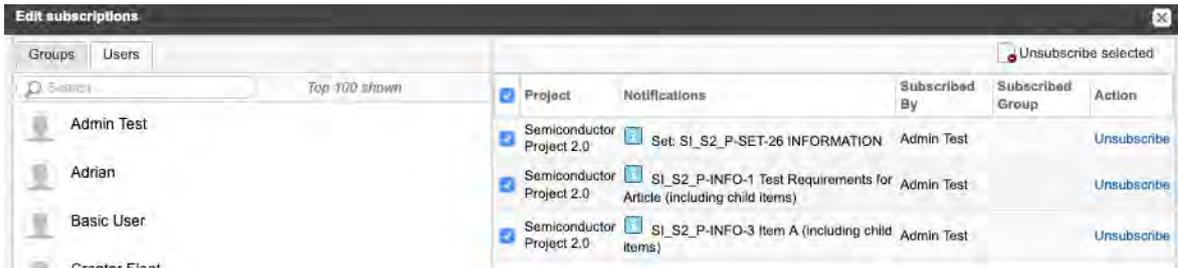 Edit subscriptions
Groups Users
Unsubscribe selected
Search
Top 100 shown
Project Notifications Subscribed By Subscribed Group Action
Admin Test
Adrian
Basic User
Semiconductor Project 2.0
Set: SI_S2_P-SET-26 INFORMATION
Admin Test
Unsubscribe
Semiconductor Project 2.0
SI_S2_P-INFO-1 Test Requirements for
Article (including child items)
Admin Test
Unsubscribe
Semiconductor Project 2.0
SI_S2_P-INFO-3 Item A (including child
items)
Admin Test
Unsubscribe